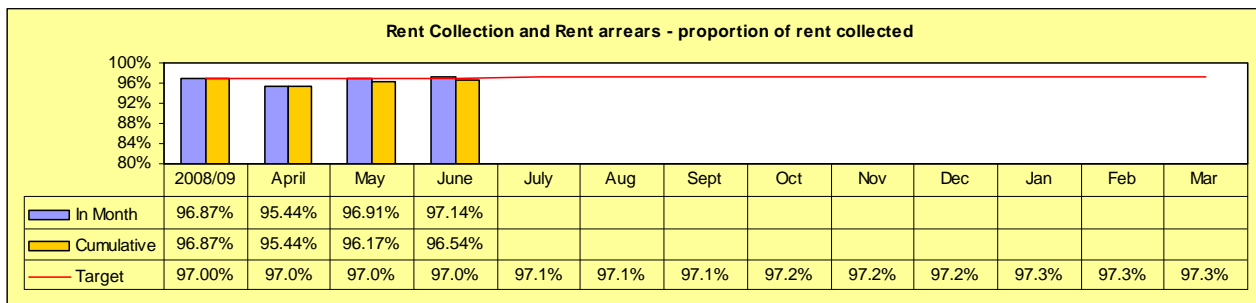 Rent Collection and Rent arrears - proportion of rent collected
100%
96%
92%
88%
84%
80%
2008/09 April May June July Aug Sept Oct Nov Dec Jan Feb Mar
In Month 96.87% 95.44% 96.91% 97.14%
Cumulative 96.87% 95.44% 96.17% 96.54%
Target 97.00% 97.0% 97.0% 97.0% 97.1% 97.1% 97.1% 97.2% 97.2% 97.2% 97.3% 97.3% 97.3%